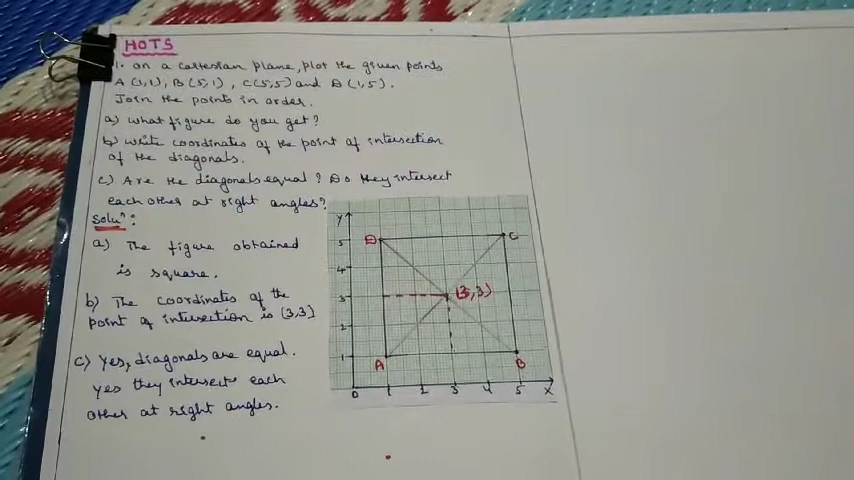 HOTS
1. On a cartesian plane, plot the given points
A (1,1), B (5,1), C(5,5) and D (1,5).
Join the points in order.
a) what figure do you get?
b) write coordinates of the point of intersection
of the diagonals.
c) Are the diagonals equal? Do they intersect
each other at right angles?
Solun:
a) The figure obtained
is square.
b) The coordinates of the
point of intersection is (3,3)
c) Yes, diagonals are equal.
Yes they intersects each
other at right angles.
Y
5
4
3
2
1
0 1 2 3 4 5 X
D C
(3,3)
A B